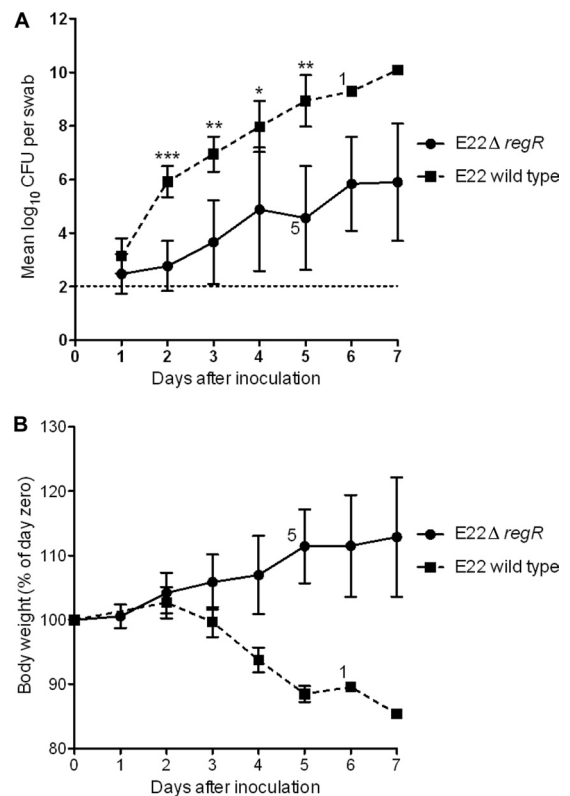 A
Mean log10 CFU per swab
12
10
8
6
4
2
0
***
**
*
**
1
5
0 1 2 3 4 5 6 7
Days after inoculation
E22Δ regR
E22 wild type
B
Body weight (% of day zero)
130
120
110
100
90
80
5
1
0 1 2 3 4 5 6 7
Days after inoculation
E22Δ regR
E22 wild type